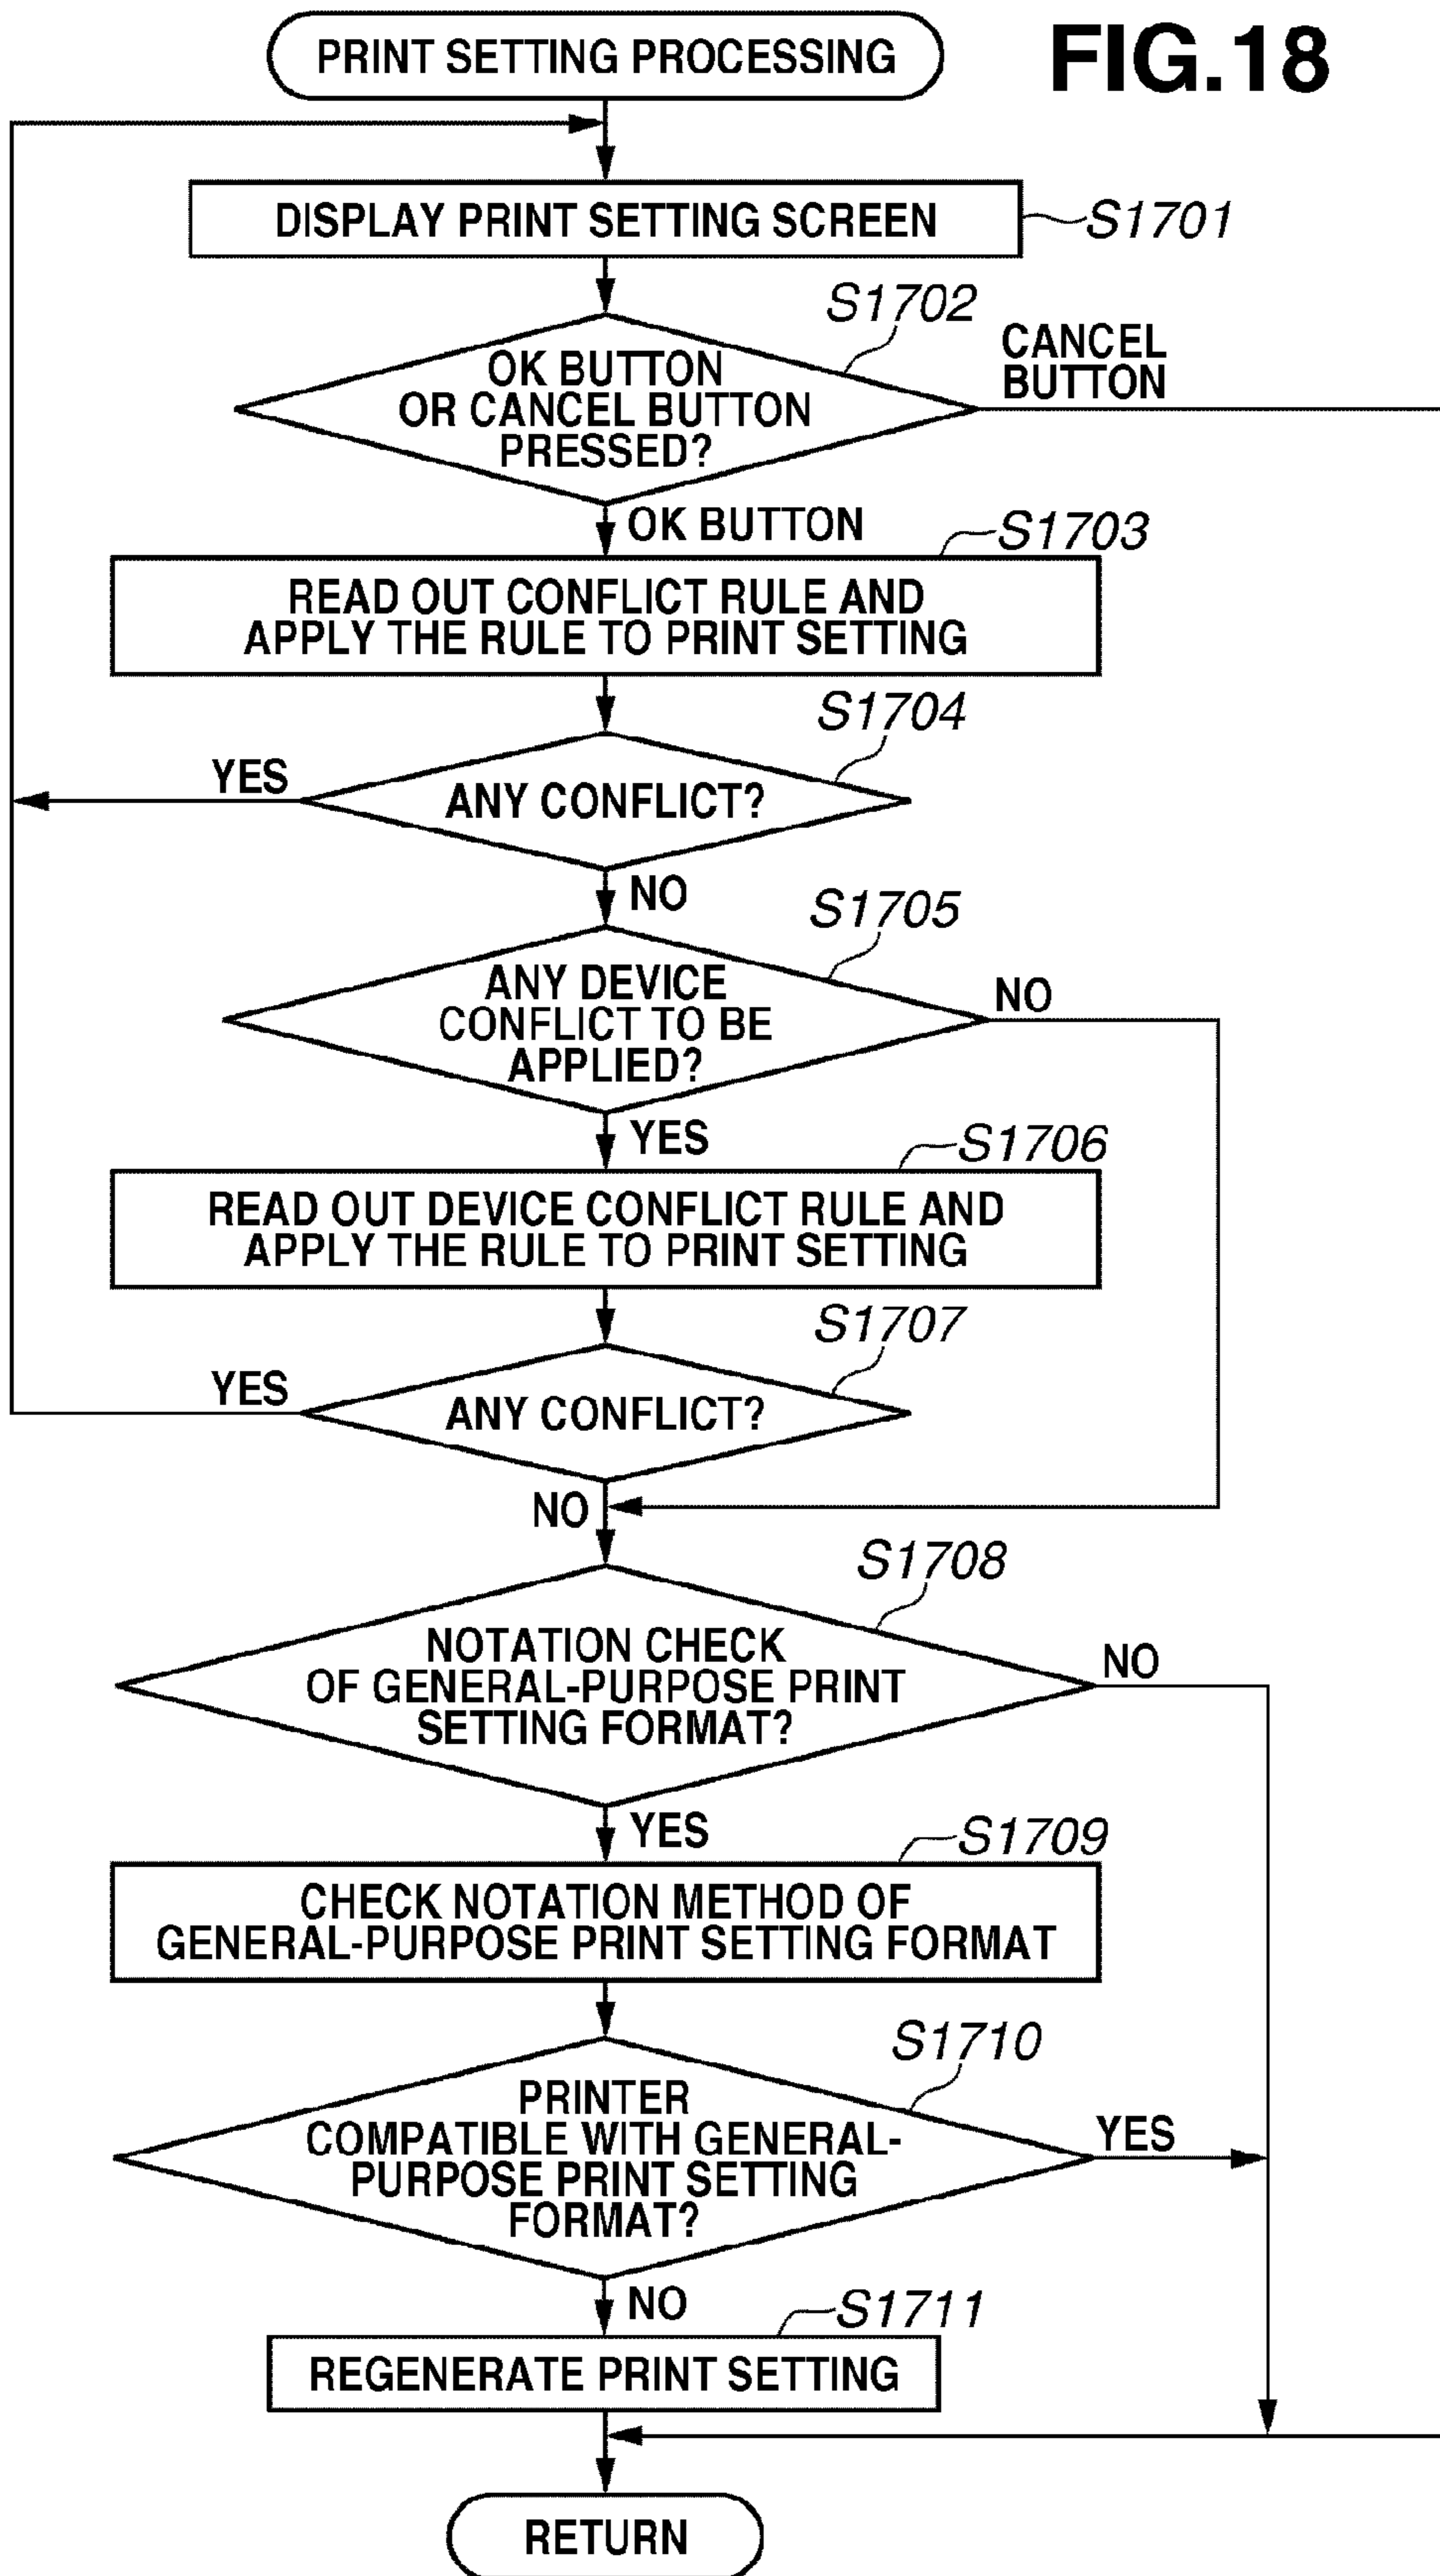 FIG.18
PRINT SETTING PROCESSING
DISPLAY PRINT SETTING SCREEN
S1701
S1702
OK BUTTON
OR CANCEL BUTTON
PRESSED?
CANCEL
BUTTON
OK BUTTON
S1703
READ OUT CONFLICT RULE AND
APPLY THE RULE TO PRINT SETTING
S1704
YES
ANY CONFLICT?
NO
S1705
ANY DEVICE
CONFLICT TO BE
APPLIED?
NO
YES
S1706
READ OUT DEVICE CONFLICT RULE AND
APPLY THE RULE TO PRINT SETTING
S1707
YES
ANY CONFLICT?
NO
S1708
NOTATION CHECK
OF GENERAL-PURPOSE PRINT
SETTING FORMAT?
NO
YES
S1709
CHECK NOTATION METHOD OF
GENERAL-PURPOSE PRINT SETTING FORMAT
S1710
PRINTER
COMPATIBLE WITH GENERAL-
PURPOSE PRINT SETTING
FORMAT?
YES
NO
S1711
REGENERATE PRINT SETTING
RETURN